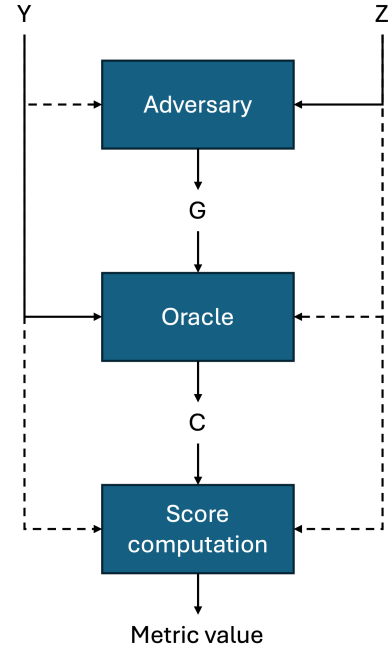 Y
Z
Adversary
G
Oracle
C
Score
computation
Metric value